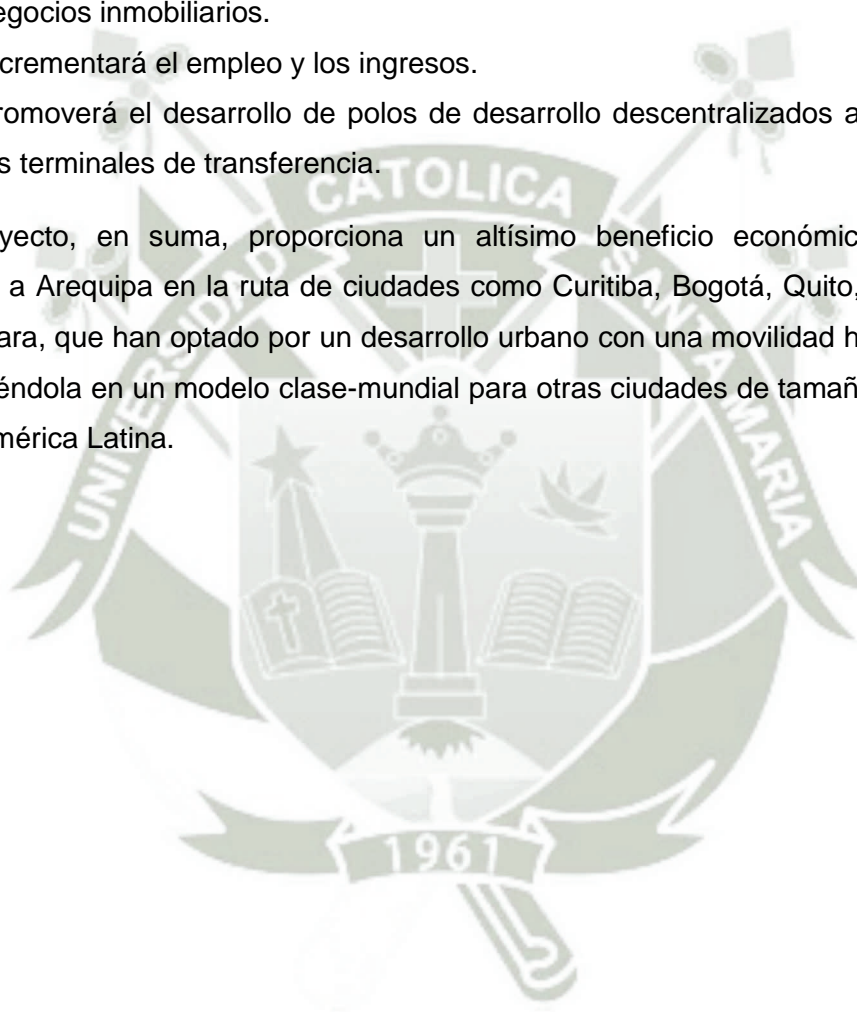 egocios inmobiliarios.
crementará el empleo y los ingresos.
romoverá el desarrollo de polos de desarrollo descentralizados a
s terminales de transferencia.
yecto, en suma, proporciona un altísimo beneficio económic
a Arequipa en la ruta de ciudades como Curitiba, Bogotá, Quito,
ara, que han optado por un desarrollo urbano con una movilidad h
éndola en un modelo clase-mundial para otras ciudades de tamañ
mérica Latina.
UNIVERSIDAD CATOLICA SANTA MARIA
1961